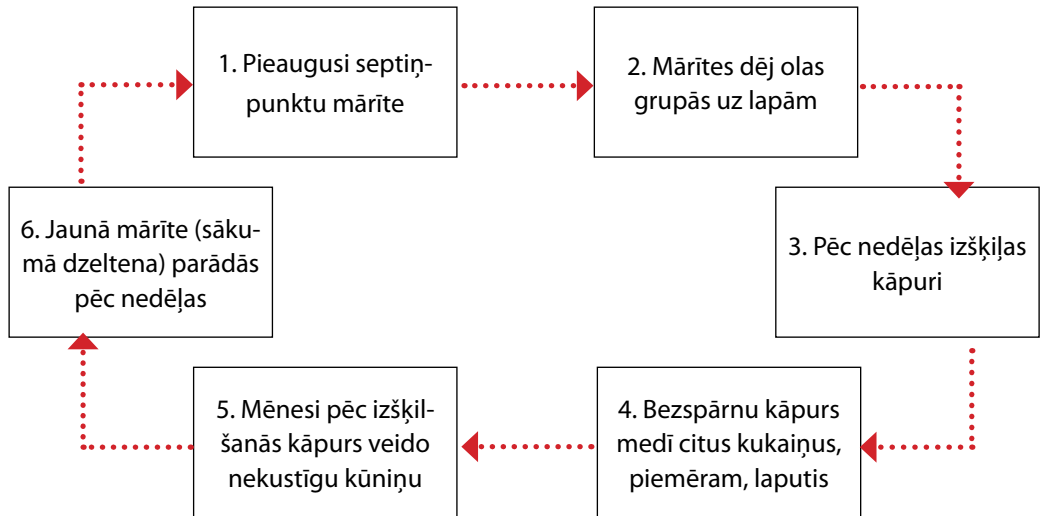 1. Pieaugusi septiņ-
punktu mārīte
2. Mārītes dēj olas
grupās uz lapām
3. Pēc nedēļas izšķiļas
kāpuri
4. Bezspārnu kāpurs
medī citus kukaiņus,
piemēram, laputis
5. Mēnesi pēc izšķil-
šanās kāpurs veido
nekustīgu kūniņu
6. Jaunā mārīte (sāku-
mā dzeltena) parādās
pēc nedēļas